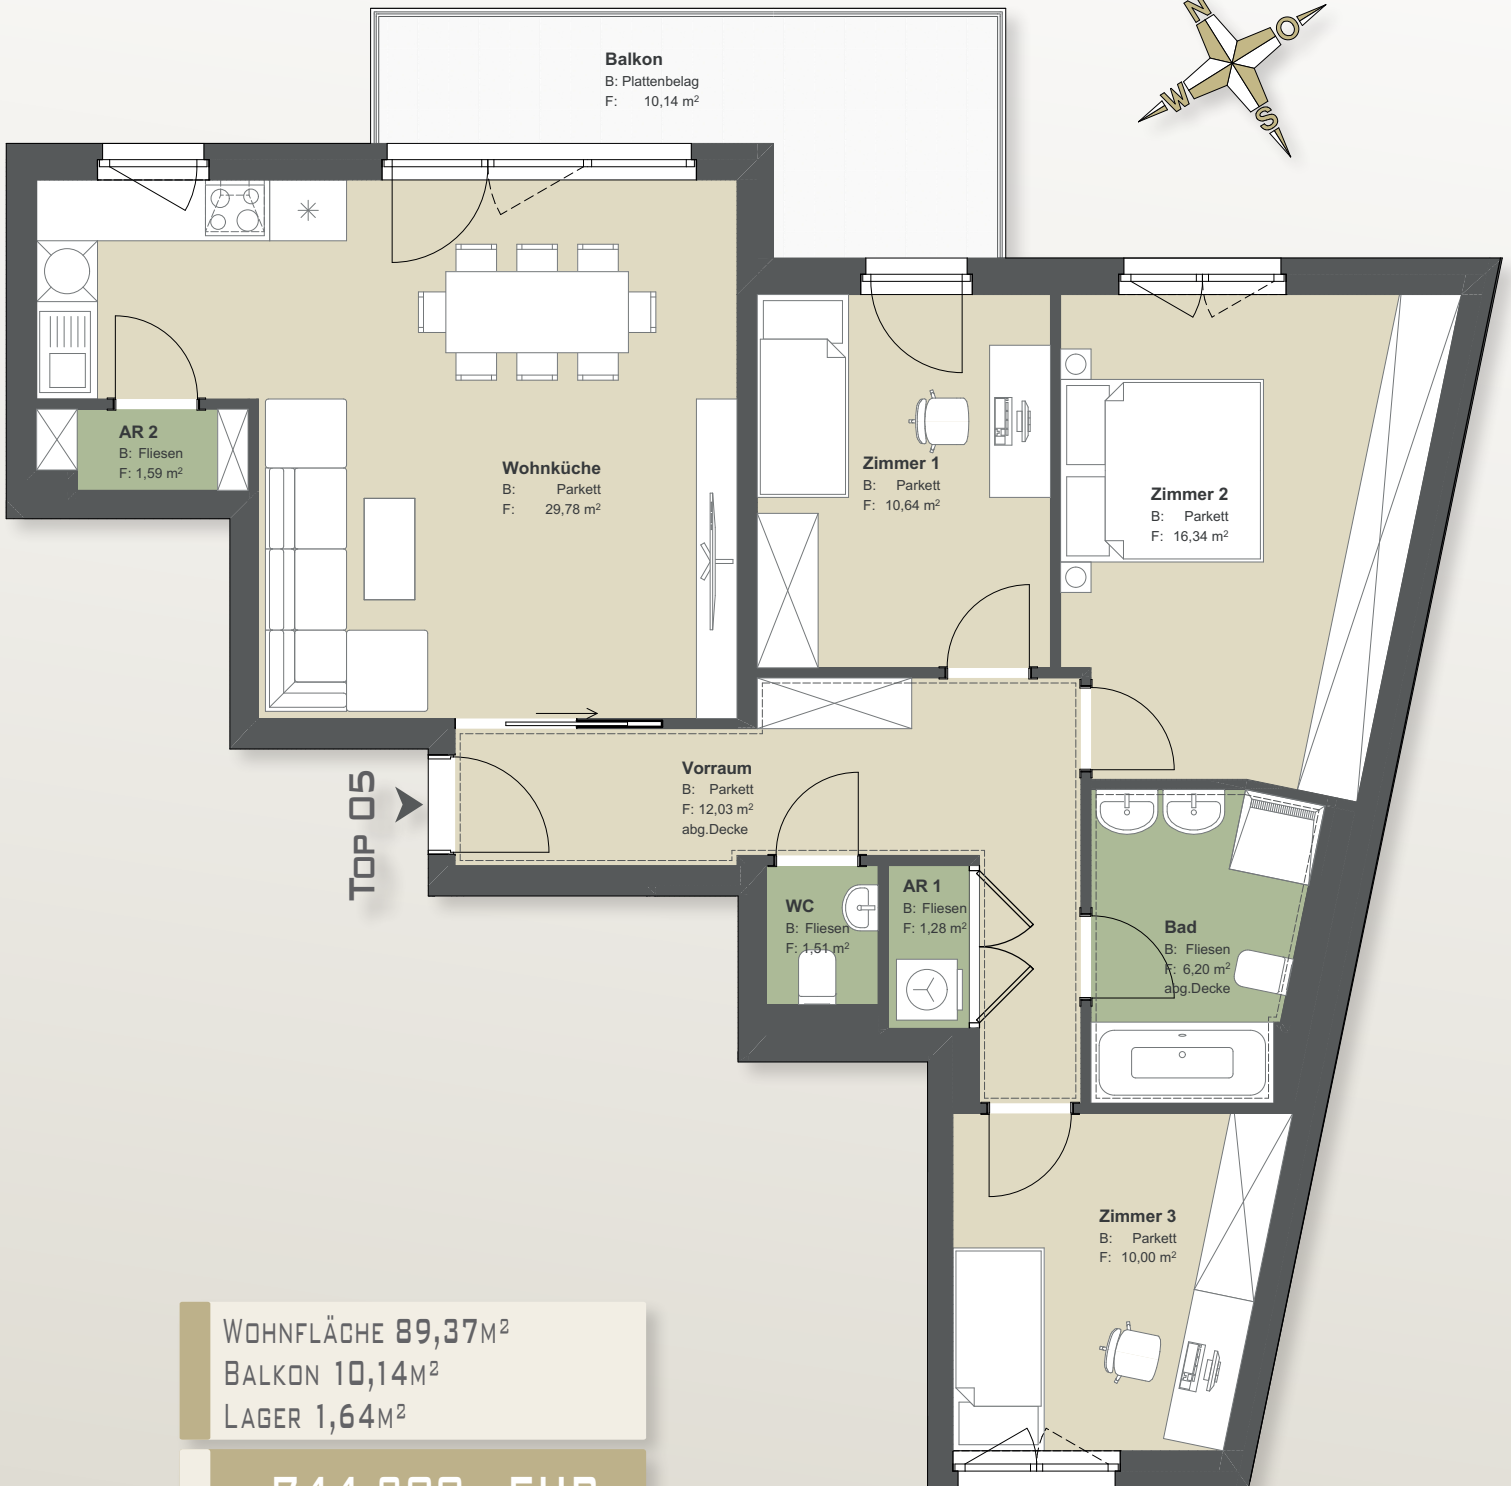 N
O
W
S
Balkon
B: Plattenbelag
F: 10,14 m²
AR 2
B: Fliesen
F: 1,59 m²
Wohnküche
B: Parkett
F: 29,78 m²
Zimmer 1
B: Parkett
F: 10,64 m²
Zimmer 2
B: Parkett
F: 16,34 m²
TOP 05
Vorraum
B: Parkett
F: 12,03 m²
abg.Decke
WC
B: Fliesen
F: 1,51 m²
AR 1
B: Fliesen
F: 1,28 m²
Bad
B: Fliesen
F: 6,20 m²
abg.Decke
Zimmer 3
B: Parkett
F: 10,00 m²
WOHNFLÄCHE 89,37M²
BALKON 10,14M²
LAGER 1,64M²
EUR